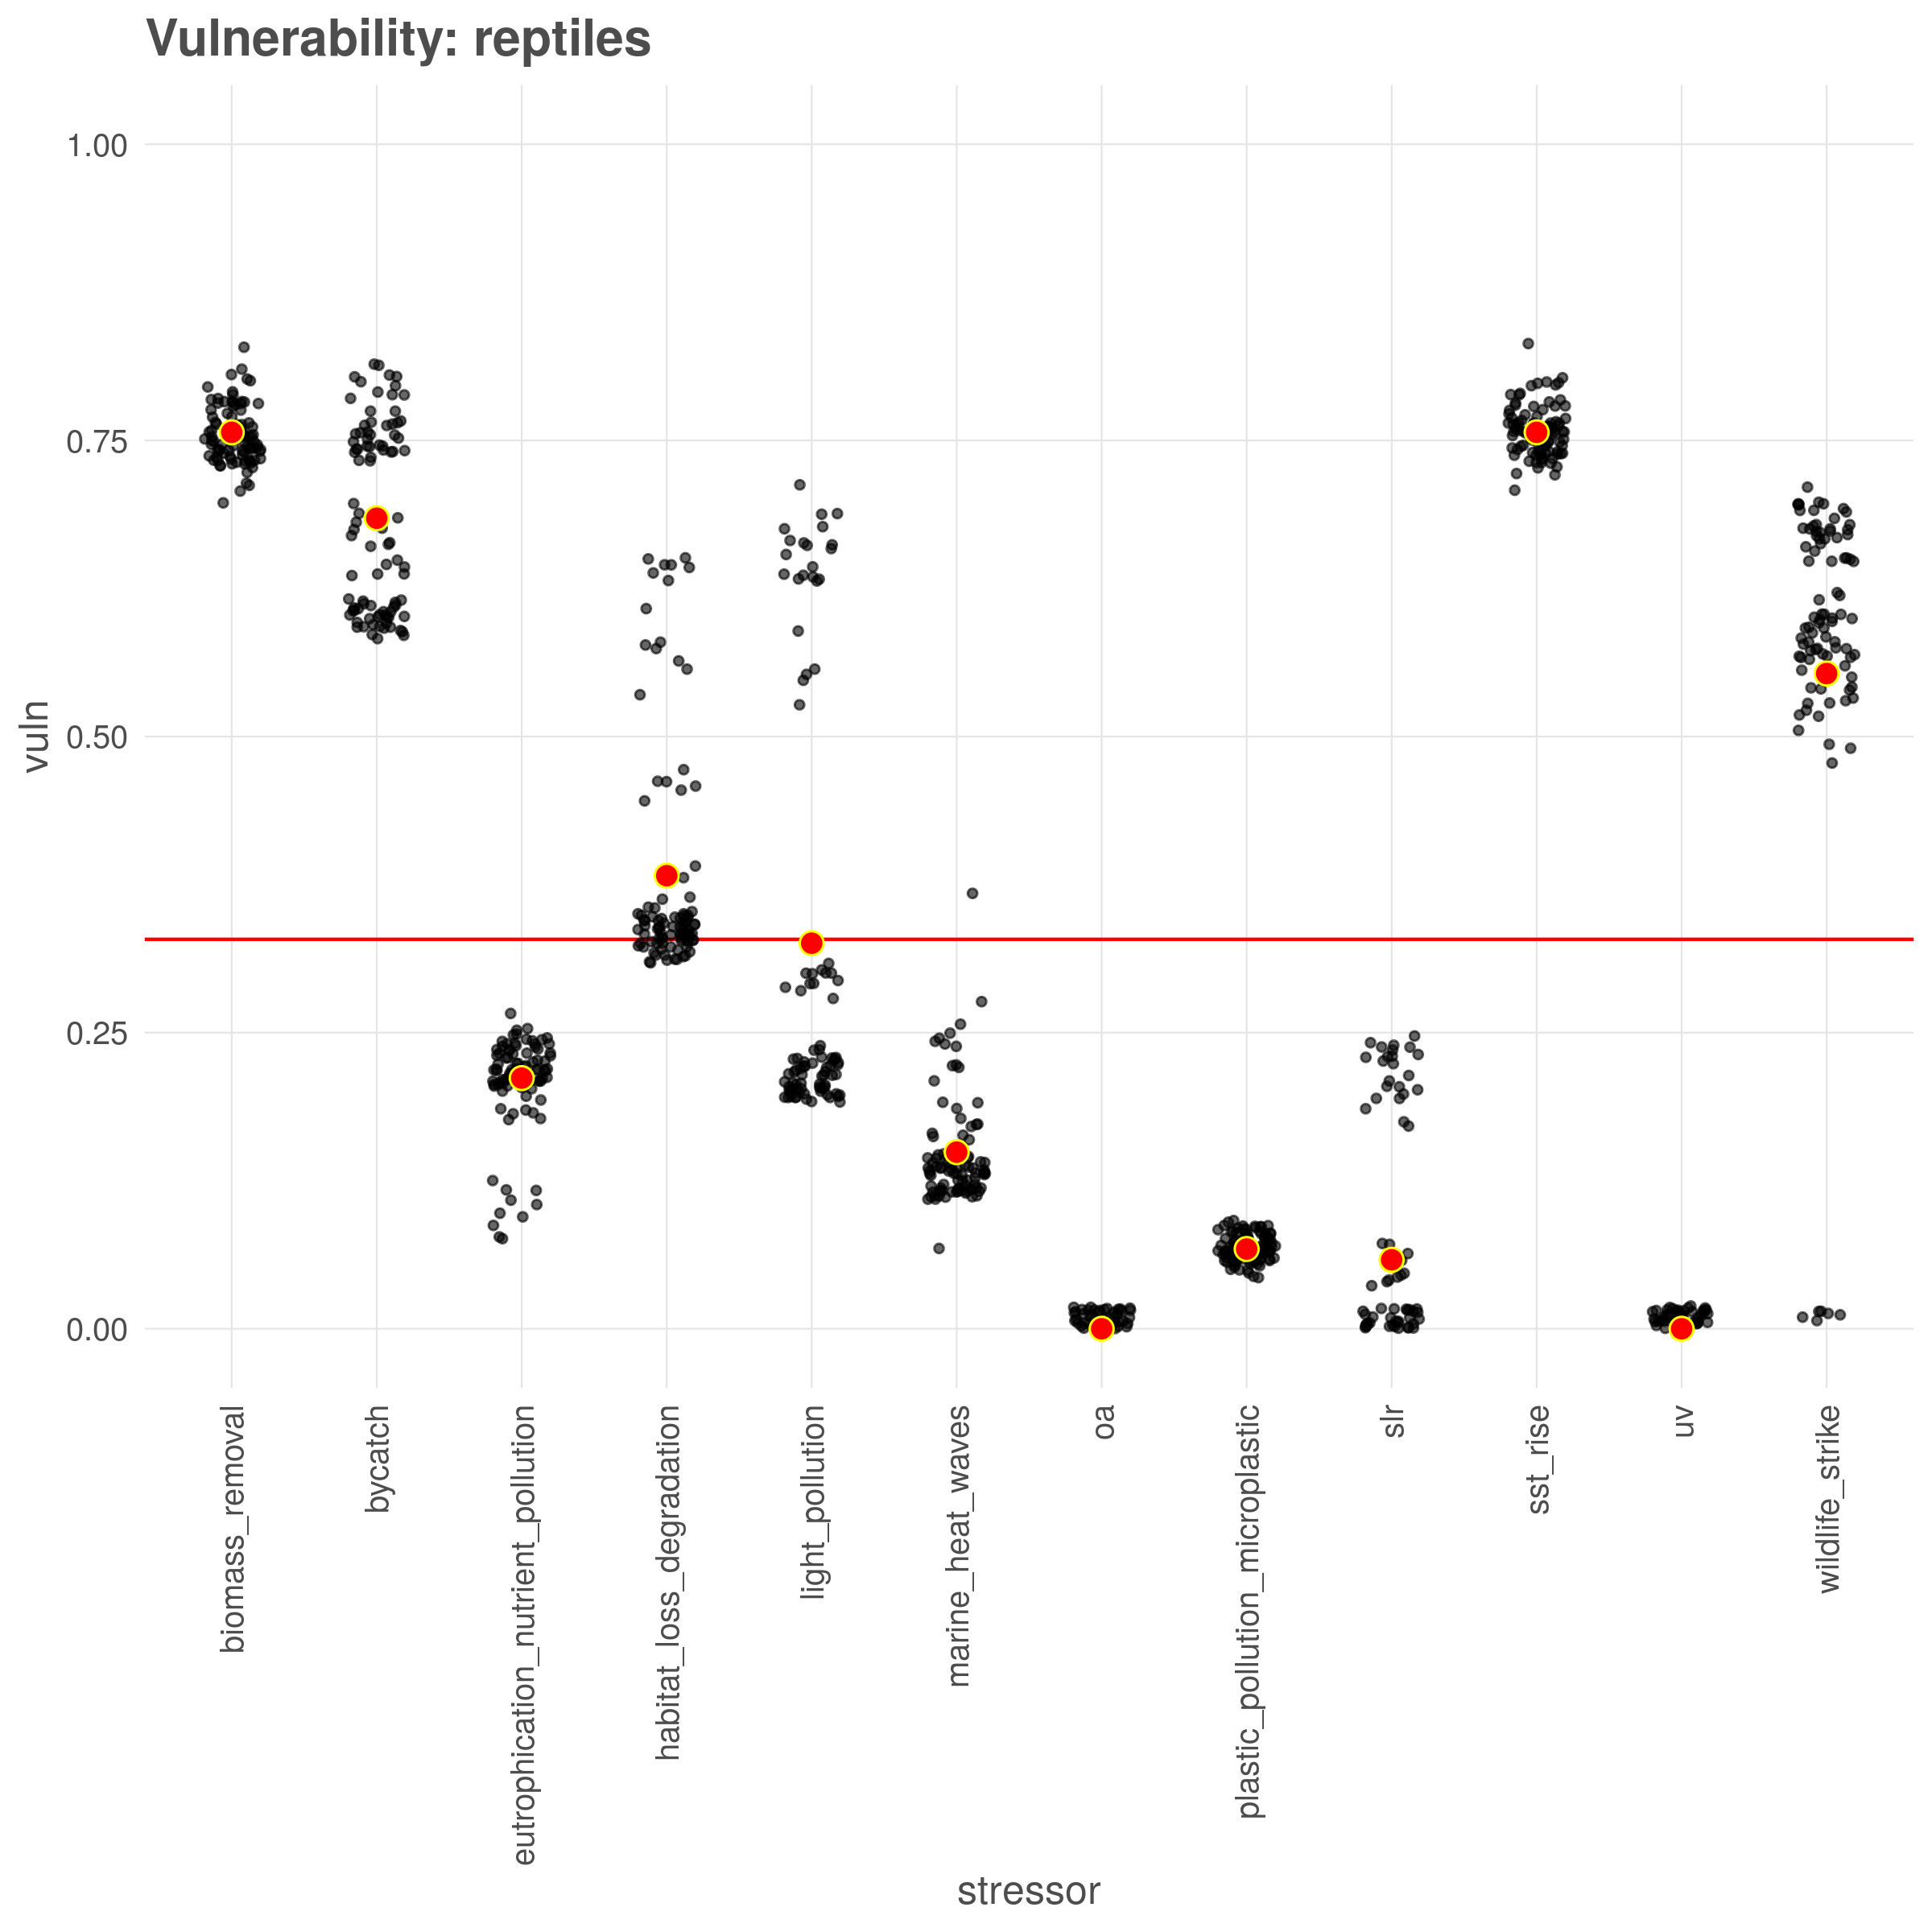 Vulnerability: reptiles
1.00
0.75
0.50
0.25
0.00
vuln
biomass_removal
bycatch
eutrophication_nutrient_pollution
habitat_loss_degradation
light_pollution
marine_heat_waves
oa
plastic_pollution_microplastic
slr
sst_rise
uv
wildlife_strike
stressor